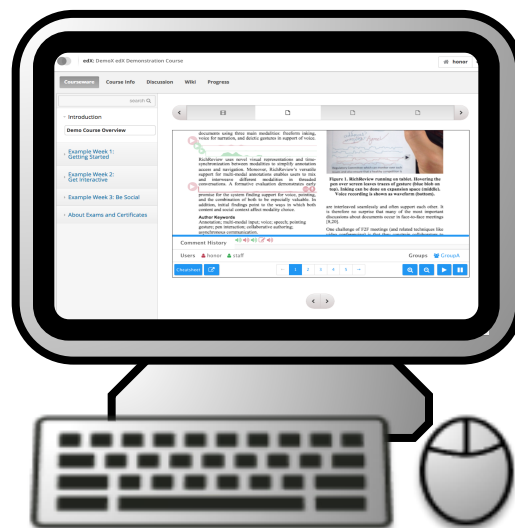 edX: DemoX edX Demonstration Course
honor
Courseware Course Info Discussion Wiki Progress
search
Introduction
Demo Course Overview
Example Week 1:
Getting Started
Example Week 2:
Get Interactive
Example Week 3: Be Social
About Exams and Certificates
documents using three main modalities: freeform inking,
voice for narration, and deictic gestures in support of voice.
RichReview uses novel visual representations and time-
synchronization between modalities to simplify annotation
access and navigation. Moreover, RichReview's versatile
support for multi-modal annotations enables users to mix
and interweave different modalities in threaded
conversations. A formative evaluation demonstrates early
promise for the system finding support for voice, pointing,
and the combination of both to be especially valuable. In
addition, initial findings point to the ways in which both
content and social context affect modality choice.
Author Keywords
Annotation; multi-modal input; voice; speech; pointing
gesture; pen interaction; collaborative authoring;
asynchronous communication.
Figure 1. RichReview running on tablet. Hovering the
pen over screen leaves traces of gesture (blue blob on
top). Inking can be done on expansion space (middle).
Voice recording is shown as waveform (bottom).
are interleaved seamlessly and often support each other. It
is therefore no surprise that many of the most important
discussions about documents occur in face-to-face meetings
[9,20].
One challenge of F2F meetings (and related techniques like
Comment History
Users honor staff
Groups GroupA
Cheatsheet
1 2 3 4 5